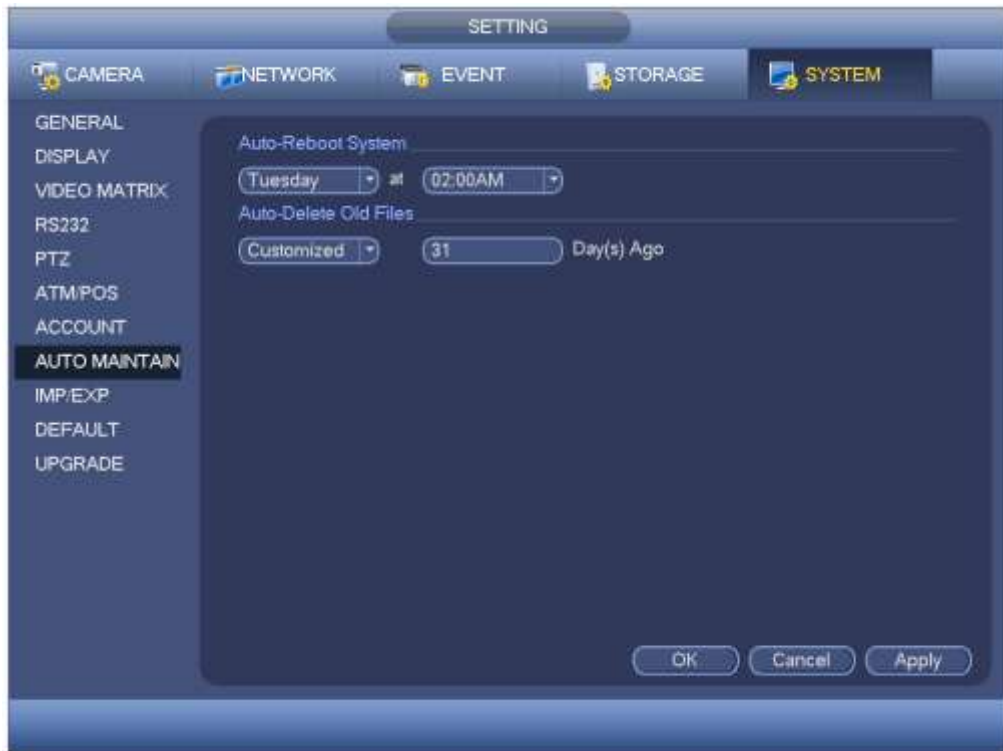 SETTING
CAMERA NETWORK EVENT STORAGE SYSTEM
GENERAL
DISPLAY
VIDEO MATRIX
RS232
PTZ
ATM/POS
ACCOUNT
AUTO MAINTAIN
IMP/EXP
DEFAULT
UPGRADE
Auto-Reboot System
Tuesday at 02:00AM
Auto-Delete Old Files
Customized 31 Day(s) Ago
OK Cancel Apply